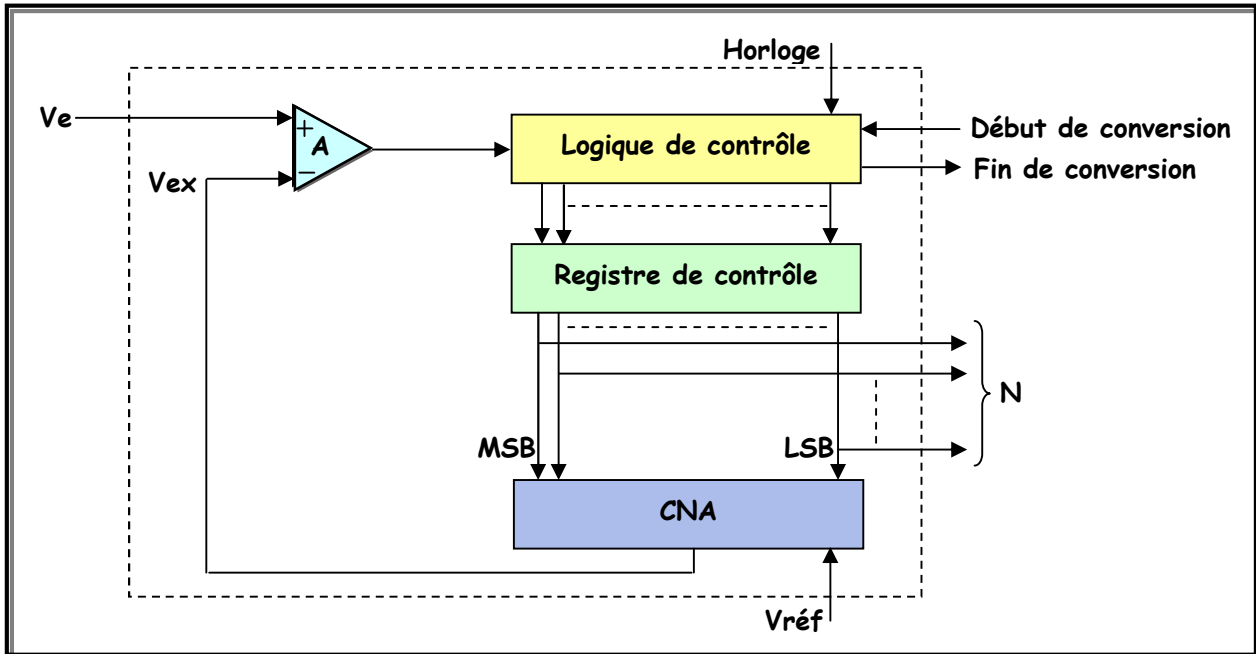 Horloge
Ve
+
A
−
Vex
Logique de contrôle
Début de conversion
Fin de conversion
Registre de contrôle
N
MSB
LSB
CNA
Vréf